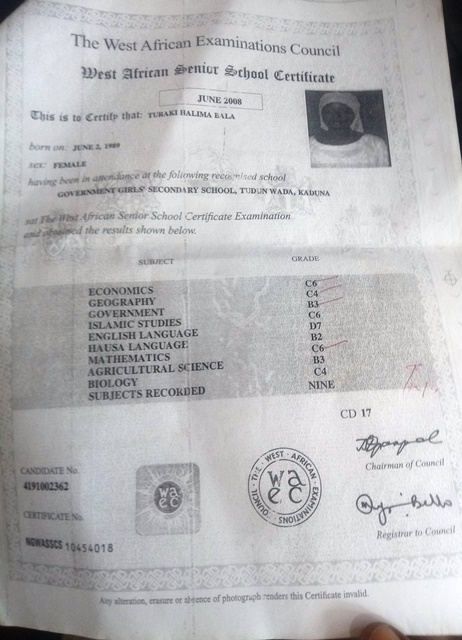 The West African Examinations Council
West African Senior School Certificate
JUNE 2008
This is to Certify that: TURAKI HALIMA BALA
born on: JUNE 2, 1989
sex: FEMALE
having been in attendance at the following recognised school
GOVERNMENT GIRLS' SECONDARY SCHOOL, TUDUN WADA, KADUNA
sat The West African Senior School Certificate Examination
and obtained the results shown below.
SUBJECT GRADE
ECONOMICS C6
GEOGRAPHY C4
GOVERNMENT B3
ISLAMIC STUDIES C6
ENGLISH LANGUAGE D7
HAUSA LANGUAGE B2
MATHEMATICS C6
AGRICULTURAL SCIENCE B3
BIOLOGY C4
SUBJECTS RECORDED NINE
CD 17
Chairman of Council
CANDIDATE No.
4191002362
waec
THE WEST AFRICAN EXAMINATIONS COUNCIL
waec
CERTIFICATE No.
NGWASSCS 10454018
Registrar to Council
Any alteration, erasure or absence of photograph renders this Certificate invalid.